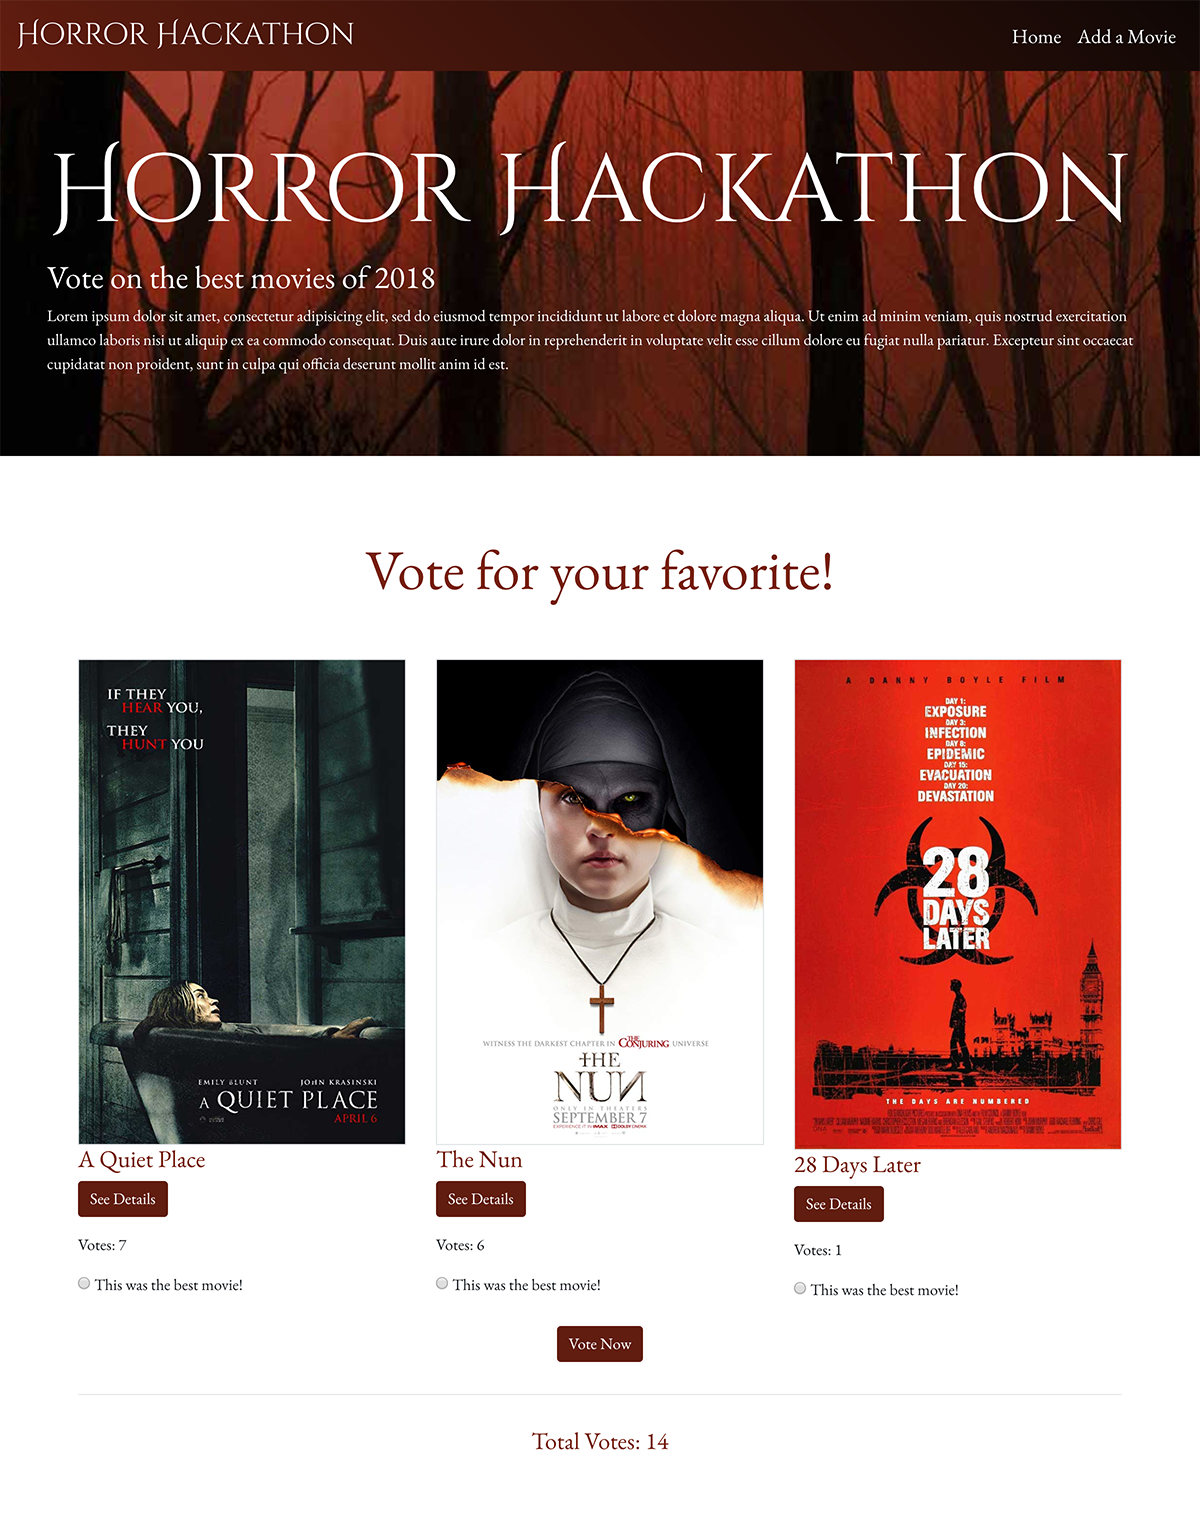 Horror Hackathon
Home Add a Movie
Horror Hackathon
Vote on the best movies of 2018
Lorem ipsum dolor sit amet, consectetur adipisicing elit, sed do eiusmod tempor incididunt ut labore et dolore magna aliqua. Ut enim ad minim veniam, quis nostrud exercitation
ullamco laboris nisi ut aliquip ex ea commodo consequat. Duis aute irure dolor in reprehenderit in voluptate velit esse cillum dolore eu fugiat nulla pariatur. Excepteur sint occaecat
cupidatat non proident, sunt in culpa qui officia deserunt mollit anim id est.
Vote for your favorite!
IF THEY
HEAR YOU,
THEY
HUNT YOU
EMILY BLUNT JOHN KRASINSKI
A QUIET PLACE
APRIL 6
A Quiet Place
See Details
Votes: 7
This was the best movie!
WITNESS THE DARKEST CHAPTER IN THE CONJURING UNIVERSE
THE
NUN
ONLY IN THEATERS
SEPTEMBER 7
EXPERIENCE IT IN IMAX DOLBY CINEMA
The Nun
See Details
Votes: 6
This was the best movie!
A DANNY BOYLE FILM
DAY 1:
EXPOSURE
DAY 3:
INFECTION
DAY 8:
EPIDEMIC
DAY 15:
EVACUATION
DAY 20:
DEVASTATION
28
DAYS
LATER
THE DAYS ARE NUMBERED
28 Days Later
See Details
Votes: 1
This was the best movie!
Vote Now
Total Votes: 14